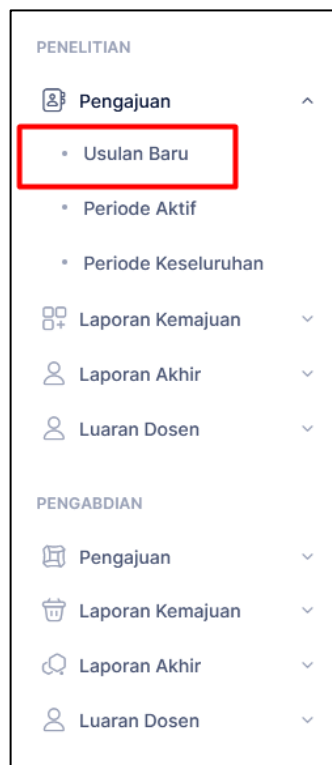 PENELITIAN
Pengajuan
Usulan Baru
Periode Aktif
Periode Keseluruhan
Laporan Kemajuan
Laporan Akhir
Luaran Dosen
PENGABDIAN
Pengajuan
Laporan Kemajuan
Laporan Akhir
Luaran Dosen